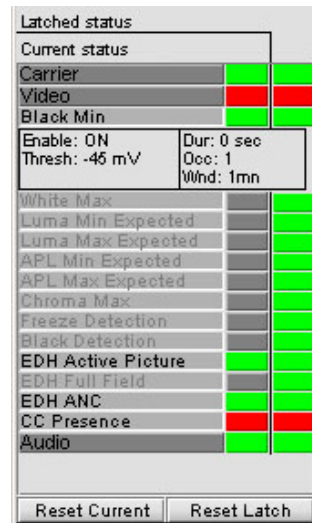 Latched status
Current status
Carrier
Video
Black Min
Enable: ON
Thresh: -45 mV
Dur: 0 sec
Occ: 1
Wnd: 1mn
White Max
Luma Min Expected
Luma Max Expected
APL Min Expected
APL Max Expected
Chroma Max
Freeze Detection
Black Detection
EDH Active Picture
EDH Full Field
EDH ANC
CC Presence
Audio
Reset Current
Reset Latch